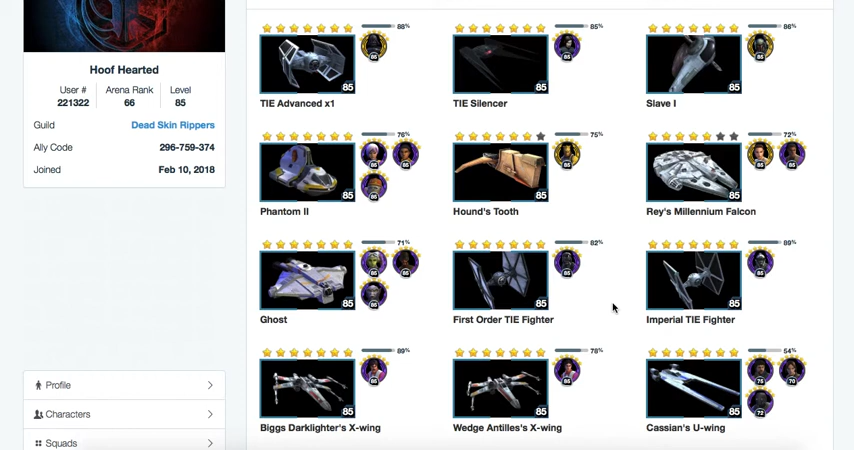 Hoof Hearted
User # Arena Rank Level
221322 66 85
Guild Dead Skin Rippers
Ally Code 296-759-374
Joined Feb 10, 2018
Profile
Characters
Squads
88% 85% 86%
85 85 85
85 85 85
TIE Advanced x1 TIE Silencer Slave I
76% 75% 72%
85 85 85 85 85
85 85 85 85
Phantom II Hound's Tooth Rey's Millennium Falcon
71% 82% 89%
85 85 85 85
85 85 85 85
Ghost First Order TIE Fighter Imperial TIE Fighter
89% 78% 54%
85 85 75 70
85 85 85 72
Biggs Darklighter's X-wing Wedge Antilles's X-wing Cassian's U-wing